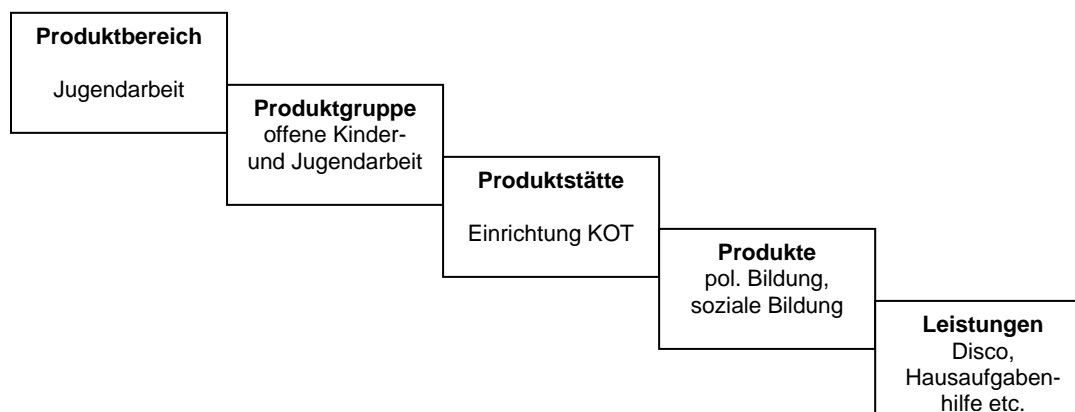 Produktbereich
Jugendarbeit
Produktgruppe
offene Kinder-
und Jugendarbeit
Produktstätte
Einrichtung KOT
Produkte
pol. Bildung,
soziale Bildung
Leistungen
Disco,
Hausaufgaben-
hilfe etc.